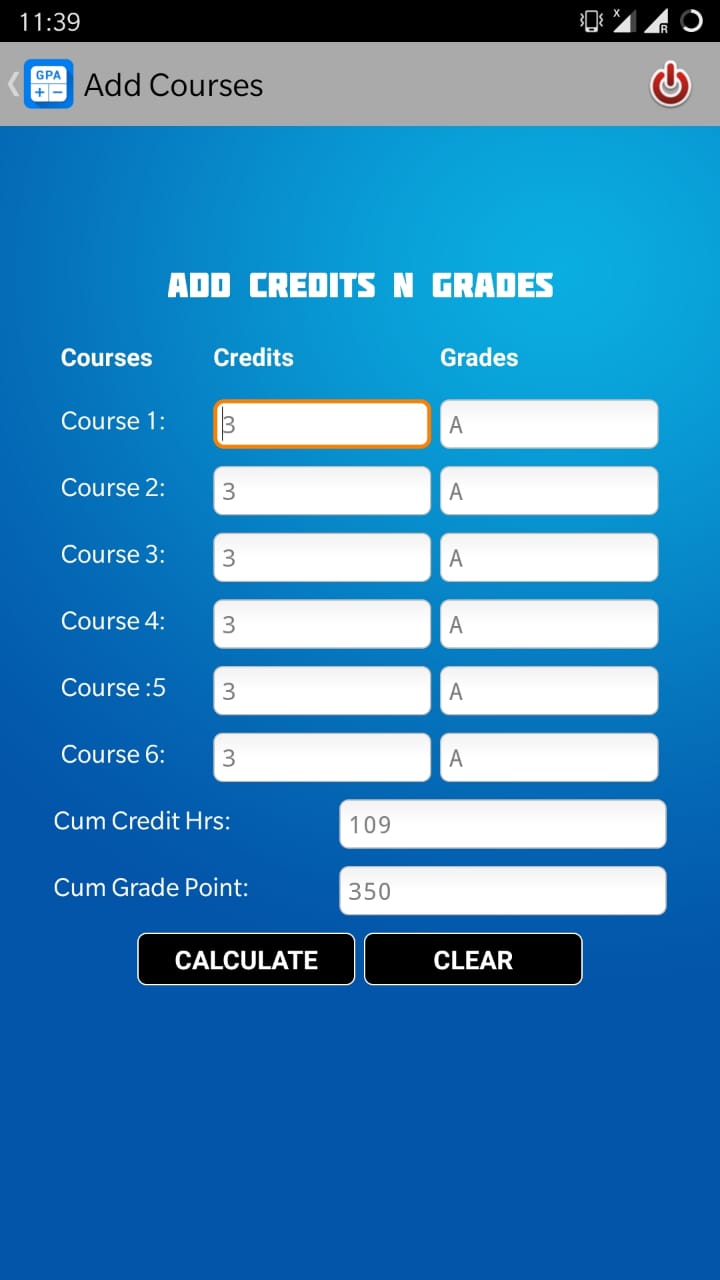 11:39
X
R
GPA
+ −
Add Courses
ADD CREDITS N GRADES
Courses Credits Grades
Course 1: 3 A
Course 2: 3 A
Course 3: 3 A
Course 4: 3 A
Course :5 3 A
Course 6: 3 A
Cum Credit Hrs: 109
Cum Grade Point: 350
CALCULATE CLEAR